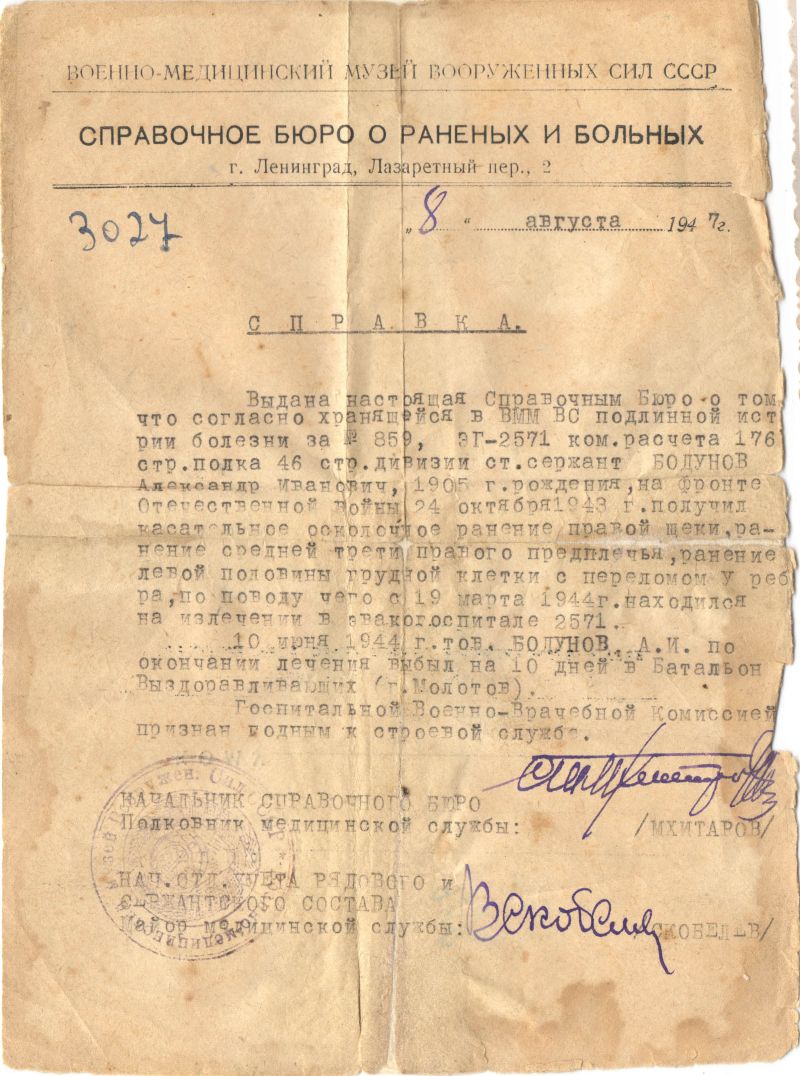 ВОЕННО-МЕДИЦИНСКИЙ МУЗЕЙ ВООРУЖЕННЫХ СИЛ СССР
СПРАВОЧНОЕ БЮРО О РАНЕНЫХ И БОЛЬНЫХ
г. Ленинград, Лазаретный пер., 2
3027
„8“ августа 1947г.
СПРАВКА.
Выдана настоящая Справочным Бюро о том,
что согласно хранящейся в ВММ ВС подлинной ист
рии болезни за № 859, ЭГ-2571 ком.расчета 176
стр.полка 46 стр.дивизии ст.сержант БОДУНОВ
Александр Иванович, 1905 г.рождения, на фронте
Отечественной войны 24 октября 1943 г.получил
касательное осколочное ранение правой щеки, ра-
нение средней трети правого предплечья, ранение
левой половины грудной клетки с переломом У реб
ра, по поводу чего с 19 марта 1944г. находился
на излечении в эвакогоспитале 2571.
10 июня 1944 г. тов. БОДУНОВ, А.И. по
окончании лечения выбыл на 10 дней в Батальон
Выздоравливающих (г.Молотов).
Госпитальной Военно-Врачебной Комиссией
признан годным к строевой службе.
НАЧАЛЬНИК СПРАВОЧНОГО БЮРО
Полковник медицинской службы: /МХИТАРОВ/
НАЧ.ОТД.УЧЕТА РЯДОВОГО и
СЕРЖАНТСКОГО СОСТАВА
Майор медицинской службы: /СКОБЕЛЕВ/